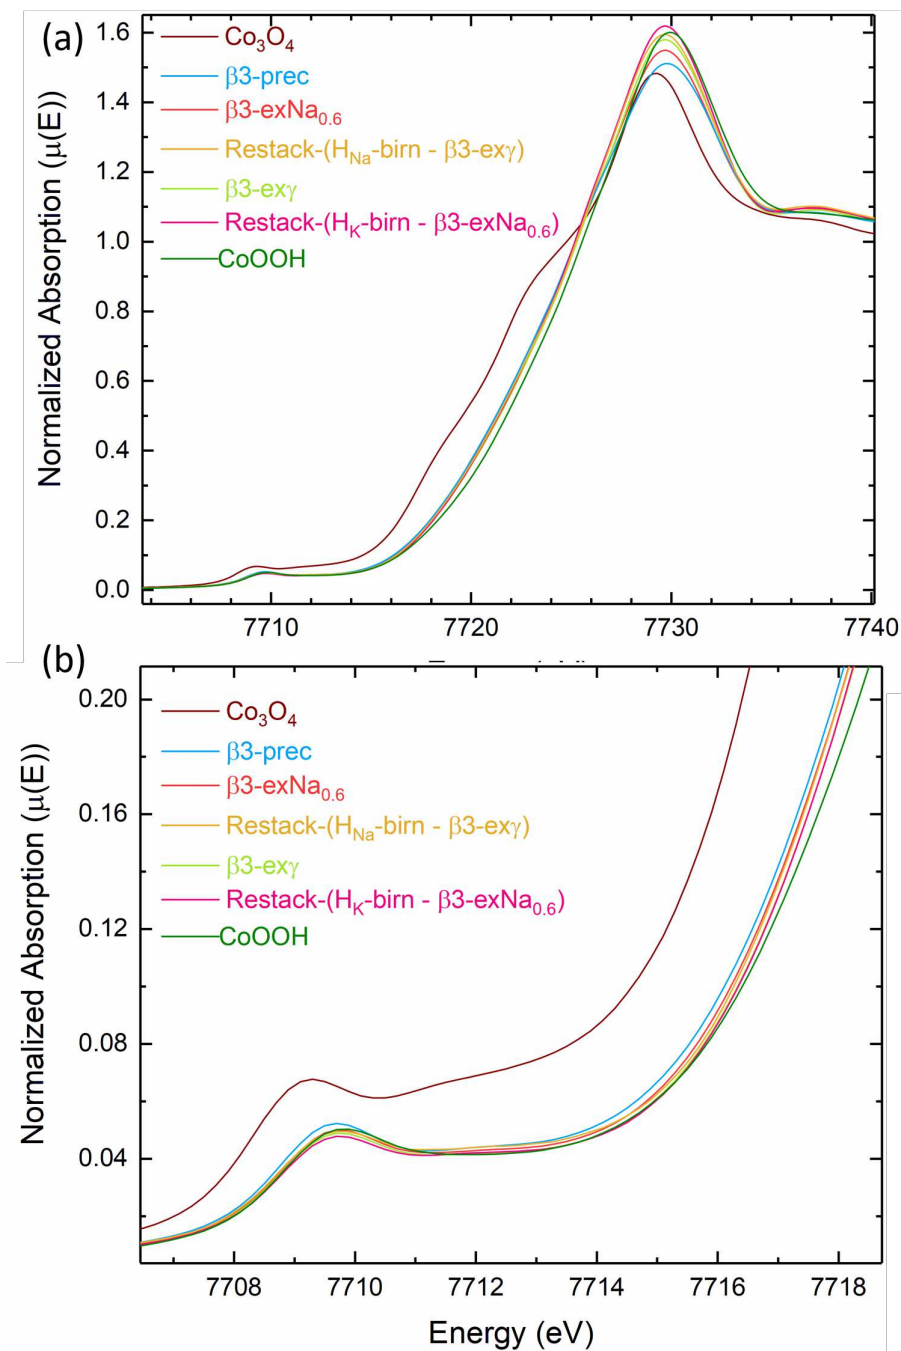 (a)
Normalized Absorption (μ(E))
1.6
1.4
1.2
1.0
0.8
0.6
0.4
0.2
0.0
Co₃O₄
β3-prec
β3-exNa₀.₆
Restack-(H_Na-birn - β3-exγ)
β3-exγ
Restack-(H_K-birn - β3-exNa₀.₆)
CoOOH
7710 7720 7730 7740
(b)
Normalized Absorption (μ(E))
0.20
0.16
0.12
0.08
0.04
Co₃O₄
β3-prec
β3-exNa₀.₆
Restack-(H_Na-birn - β3-exγ)
β3-exγ
Restack-(H_K-birn - β3-exNa₀.₆)
CoOOH
7708 7710 7712 7714 7716 7718
Energy (eV)